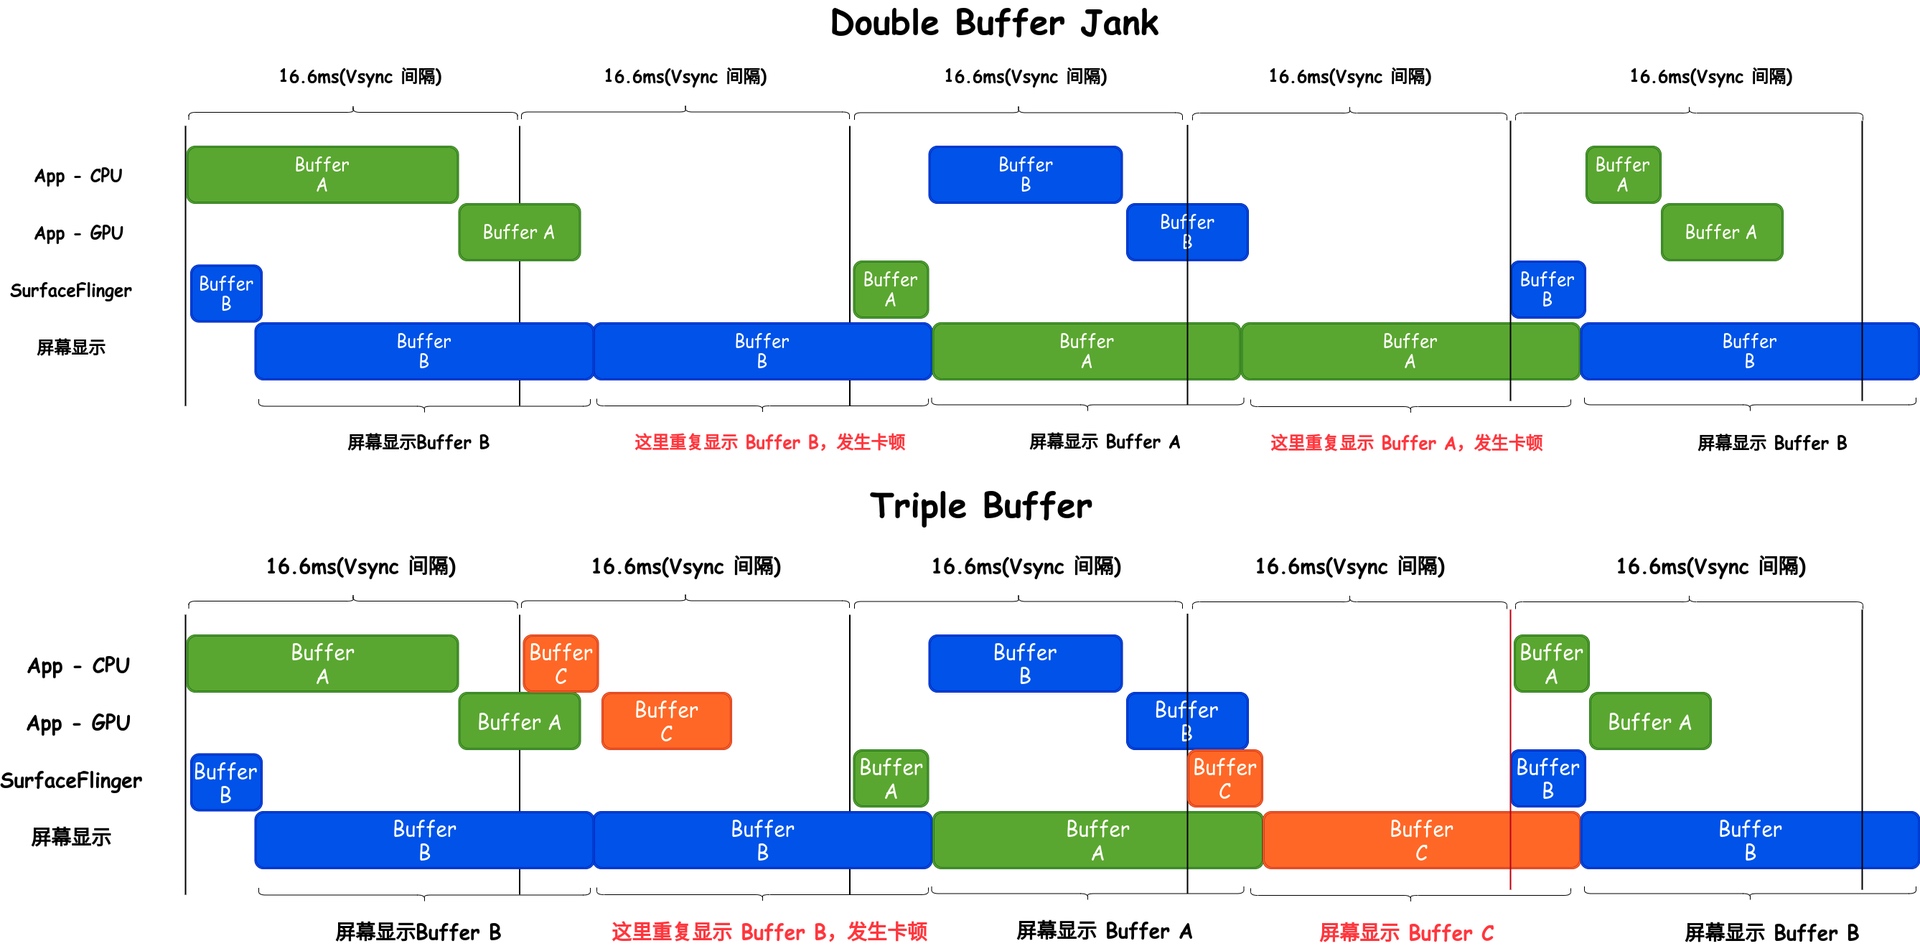 Double Buffer Jank
16.6ms(Vsync 间隔)
16.6ms(Vsync 间隔)
16.6ms(Vsync 间隔)
16.6ms(Vsync 间隔)
16.6ms(Vsync 间隔)
App - CPU
Buffer
A
Buffer
B
Buffer
A
App - GPU
Buffer A
Buffer
B
Buffer A
SurfaceFlinger
Buffer
B
Buffer
A
Buffer
B
屏幕显示
Buffer
B
Buffer
B
Buffer
A
Buffer
A
Buffer
B
屏幕显示Buffer B
这里重复显示 Buffer B，发生卡顿
屏幕显示 Buffer A
这里重复显示 Buffer A，发生卡顿
屏幕显示 Buffer B
Triple Buffer
16.6ms(Vsync 间隔)
16.6ms(Vsync 间隔)
16.6ms(Vsync 间隔)
16.6ms(Vsync 间隔)
16.6ms(Vsync 间隔)
App - CPU
Buffer
A
Buffer
C
Buffer
B
Buffer
A
App - GPU
Buffer A
Buffer
C
Buffer
B
Buffer A
SurfaceFlinger
Buffer
B
Buffer
A
Buffer
C
Buffer
B
屏幕显示
Buffer
B
Buffer
B
Buffer
A
Buffer
C
Buffer
B
屏幕显示Buffer B
这里重复显示 Buffer B，发生卡顿
屏幕显示 Buffer A
屏幕显示 Buffer C
屏幕显示 Buffer B